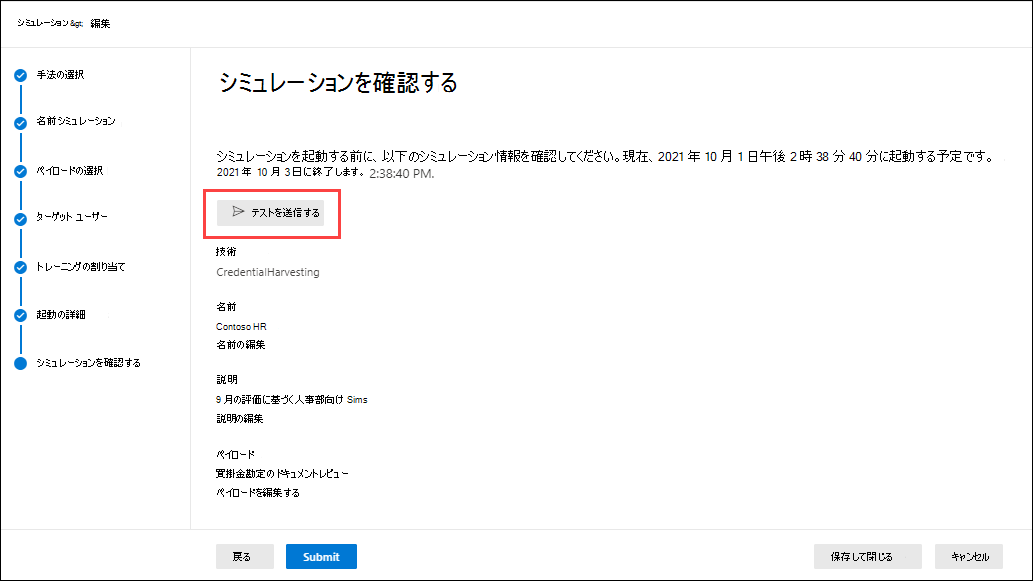 シミュレーション &gt; 編集
手法の選択
名前シミュレーション
ペイロードの選択
ターゲット ユーザー
トレーニングの割り当て
起動の詳細
シミュレーションを確認する
シミュレーションを確認する
シミュレーションを起動する前に、以下のシミュレーション情報を確認してください。現在、2021 年 10 月 1 日午後 2 時 38 分 40 分に起動する予定です。
2021 年 10 月 3 日に終了します。 2:38:40 PM.
テストを送信する
技術
CredentialHarvesting
名前
Contoso HR
名前の編集
説明
9 月の評価に基づく人事部向け Sims
説明の編集
ペイロード
買掛金勘定のドキュメントレビュー
ペイロードを編集する
戻る
Submit
保存して閉じる
キャンセル